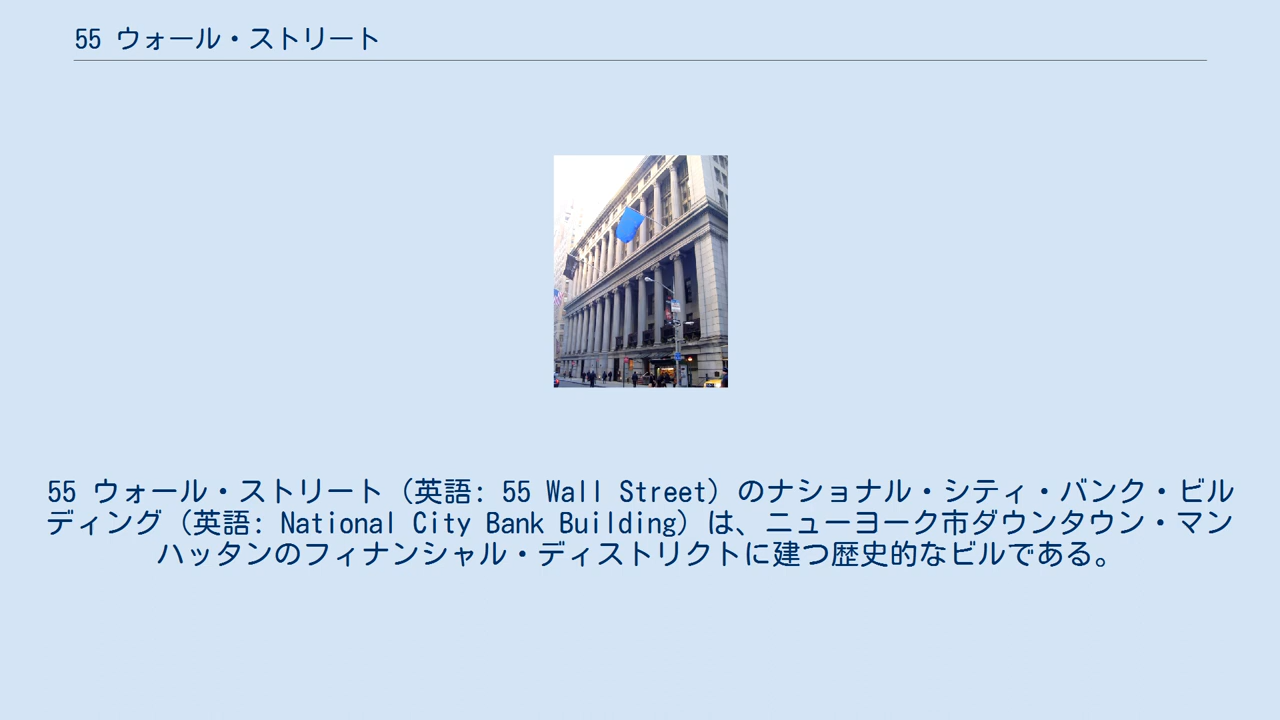 55 ウォール・ストリート
55 ウォール・ストリート（英語: 55 Wall Street）のナショナル・シティ・バンク・ビル
ディング（英語: National City Bank Building）は、ニューヨーク市ダウンタウン・マン
ハッタンのフィナンシャル・ディストリクトに建つ歴史的なビルである。